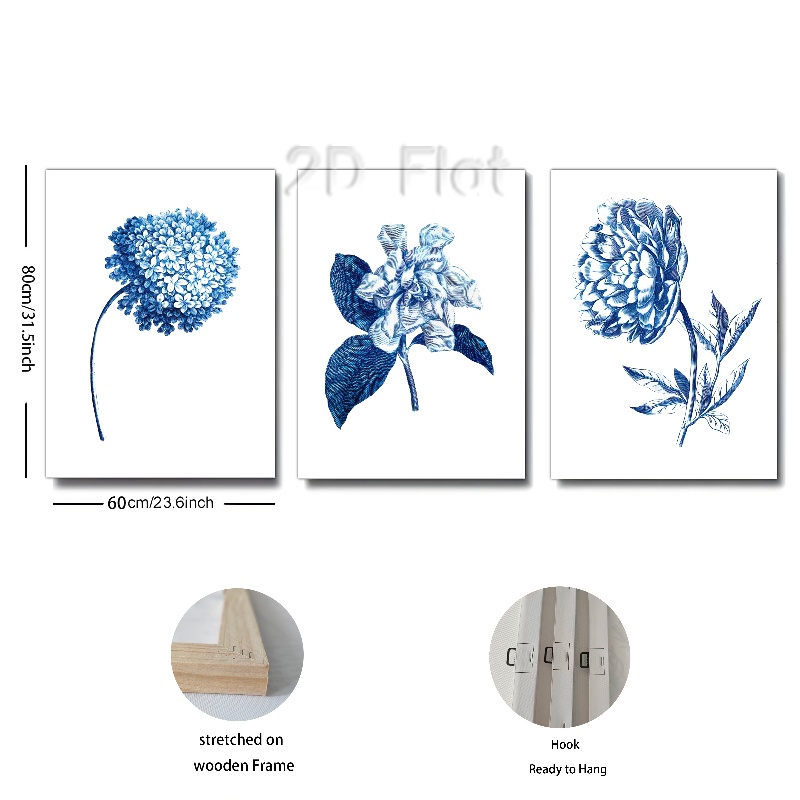 2D Flat
80cm/31.5inch
60cm/23.6inch
stretched on
wooden Frame
Hook
Ready to Hang